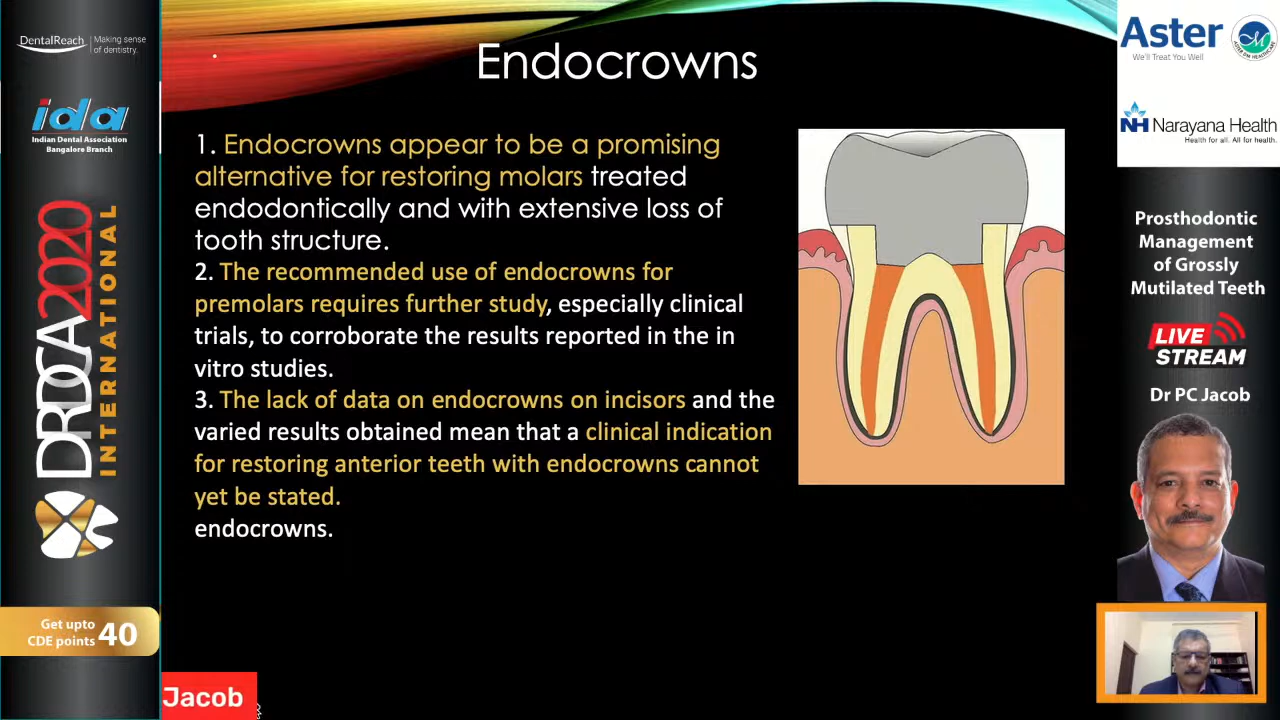 DentalReach
Making sense
of dentistry.
ida
Indian Dental Association
Bangalore Branch
DRDCA2020
INTERNATIONAL
Get upto
CDE points 40
Endocrowns
1. Endocrowns appear to be a promising
alternative for restoring molars treated
endodontically and with extensive loss of
tooth structure.
2. The recommended use of endocrowns for
premolars requires further study, especially clinical
trials, to corroborate the results reported in the in
vitro studies.
3. The lack of data on endocrowns on incisors and the
varied results obtained mean that a clinical indication
for restoring anterior teeth with endocrowns cannot
yet be stated.
endocrowns.
Jacob
Aster
We'll Treat You Well
NH Narayana Health
Health for all. All for health.
Prosthodontic
Management
of Grossly
Mutilated Teeth
LIVE
STREAM
Dr PC Jacob